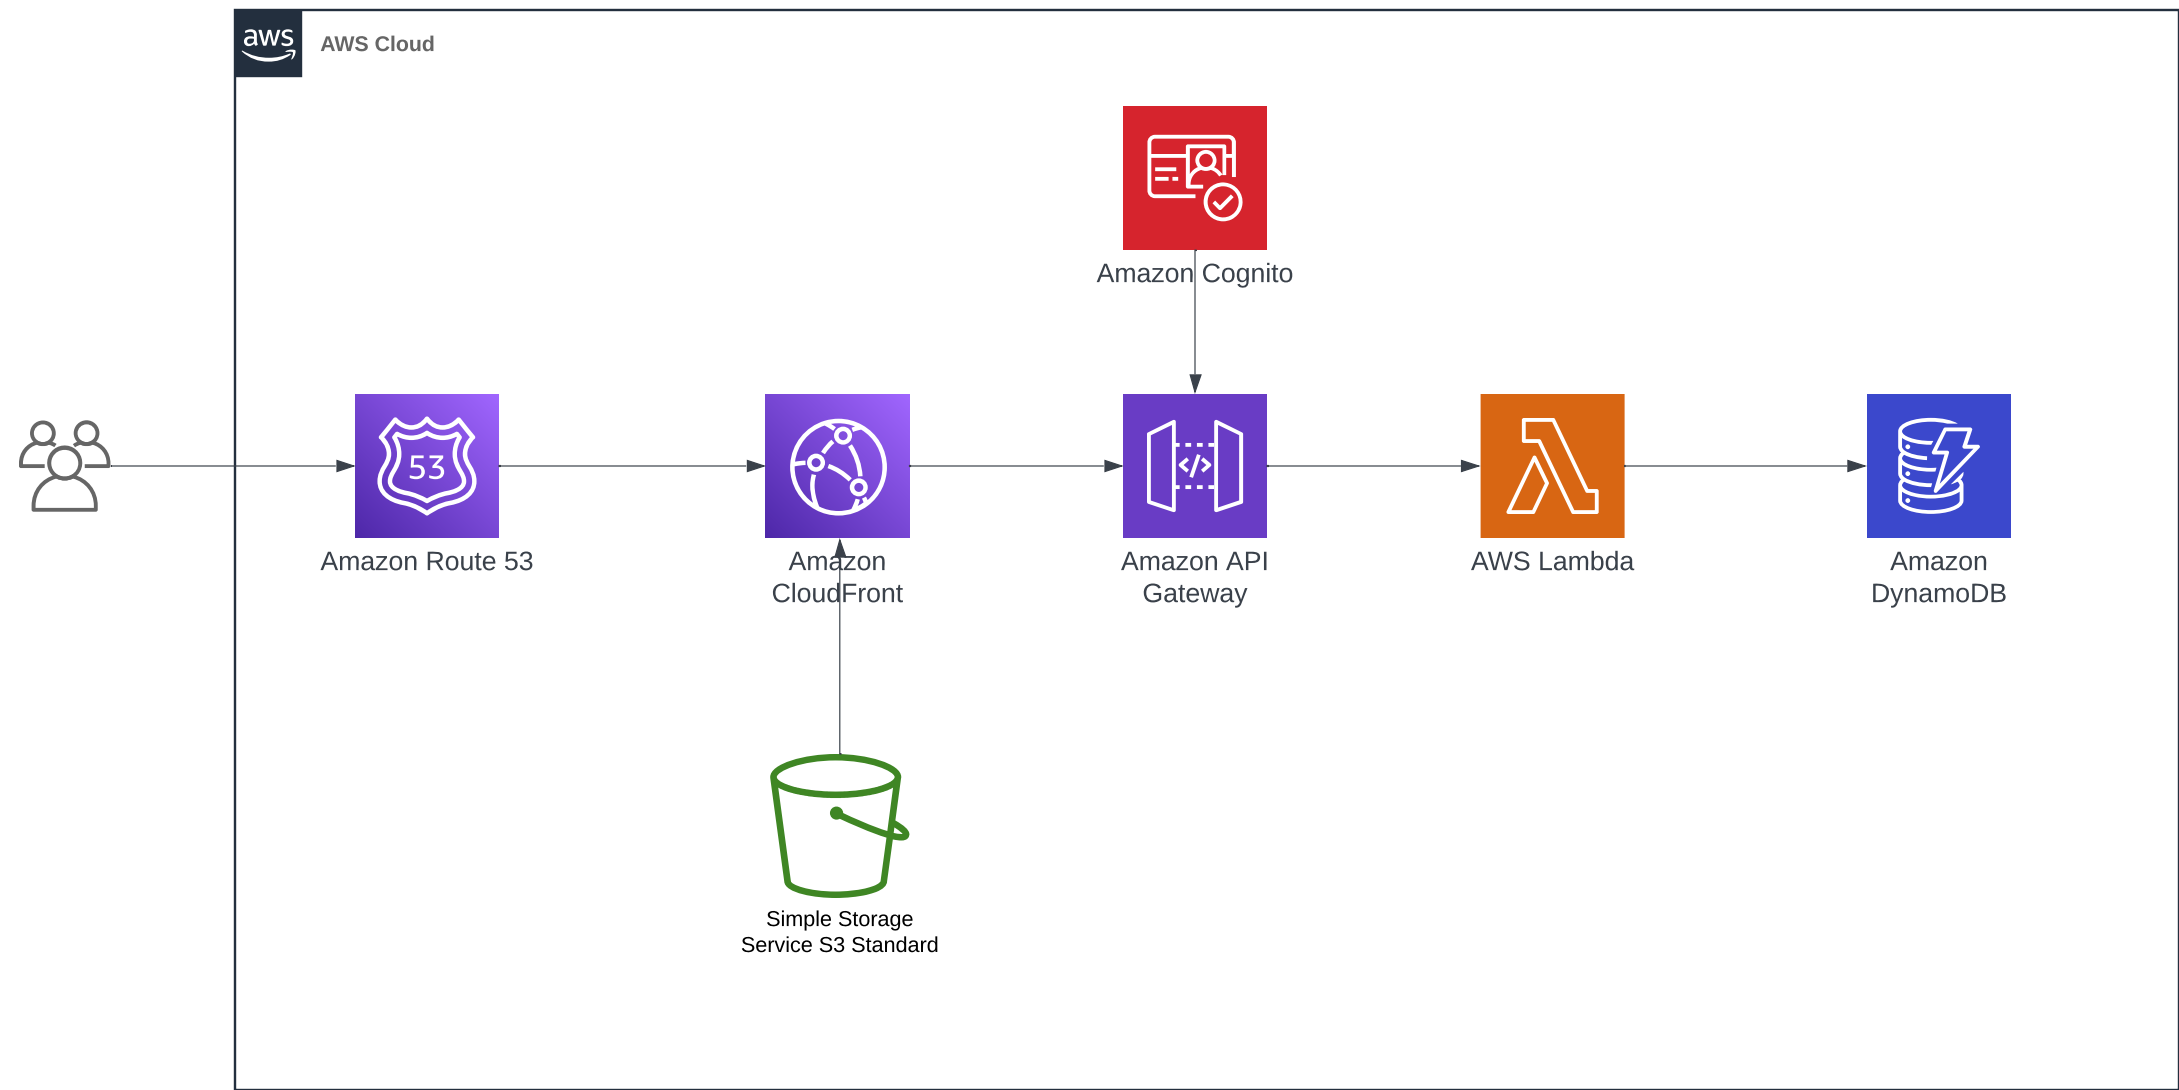 aws
AWS Cloud
Amazon Cognito
53
</>
Amazon Route 53
Amazon
CloudFront
Amazon API
Gateway
AWS Lambda
Amazon
DynamoDB
Simple Storage
Service S3 Standard